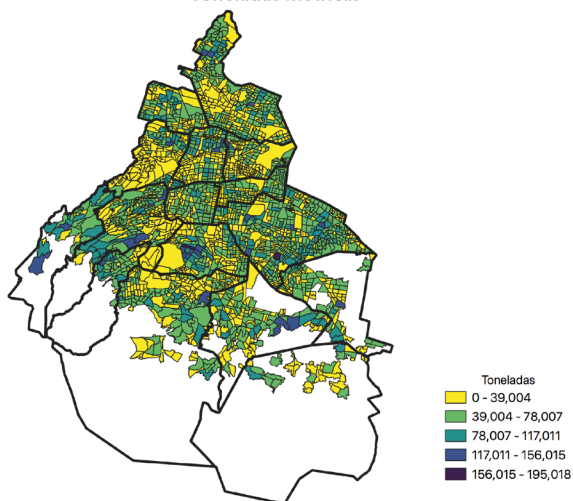 Toneladas
0 - 39,004
39,004 - 78,007
78,007 - 117,011
117,011 - 156,015
156,015 - 195,018